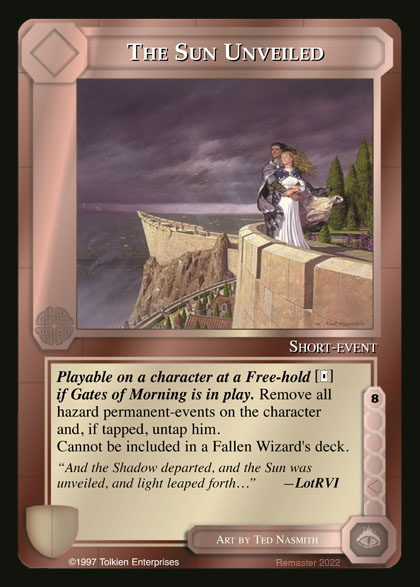 The Sun Unveiled
Short-event
Playable on a character at a Free-hold [ ]
if Gates of Morning is in play. Remove all
hazard permanent-events on the character
and, if tapped, untap him.
Cannot be included in a Fallen Wizard's deck.
8
“And the Shadow departed, and the Sun was
unveiled, and light leaped forth…” —LotRVI
Art by Ted Nasmith
©1997 Tolkien Enterprises
Remaster 2022